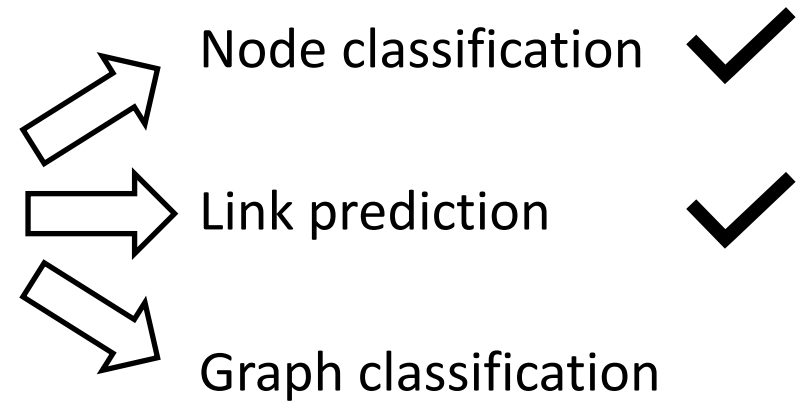 Node classification
Link prediction
Graph classification